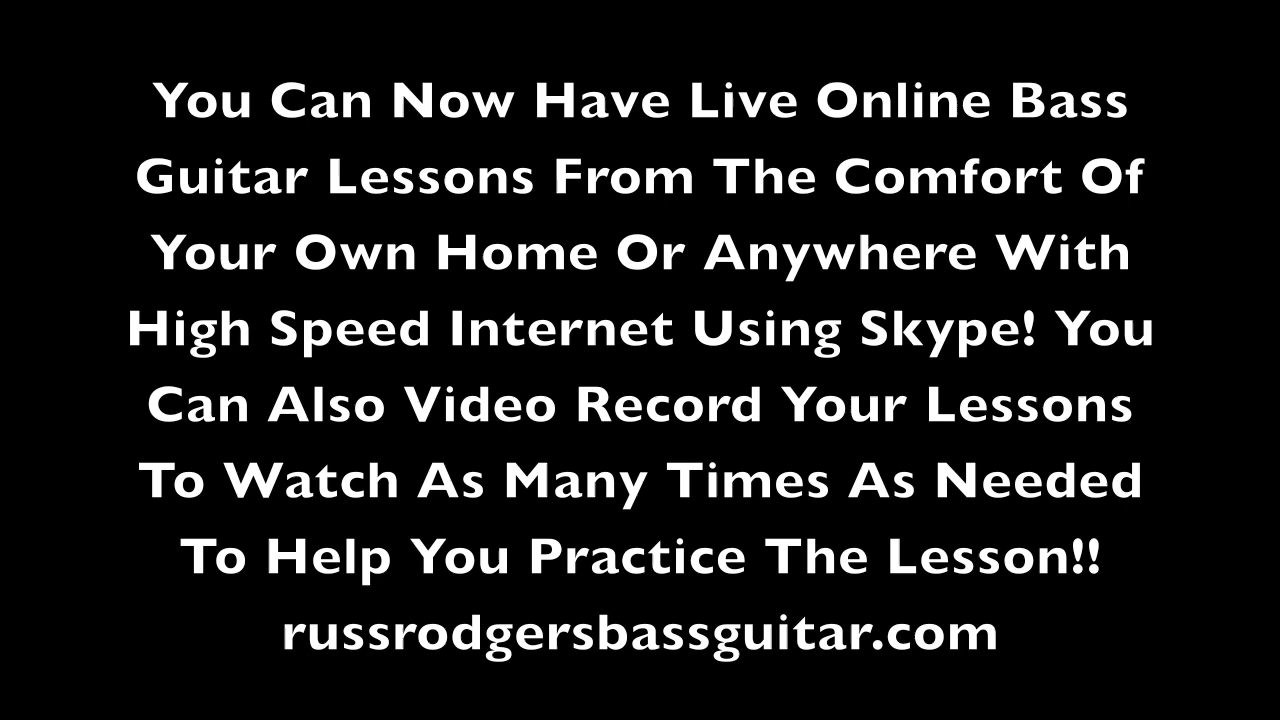 You Can Now Have Live Online Bass
Guitar Lessons From The Comfort Of
Your Own Home Or Anywhere With
High Speed Internet Using Skype! You
Can Also Video Record Your Lessons
To Watch As Many Times As Needed
To Help You Practice The Lesson!!
russrodgersbassguitar.com